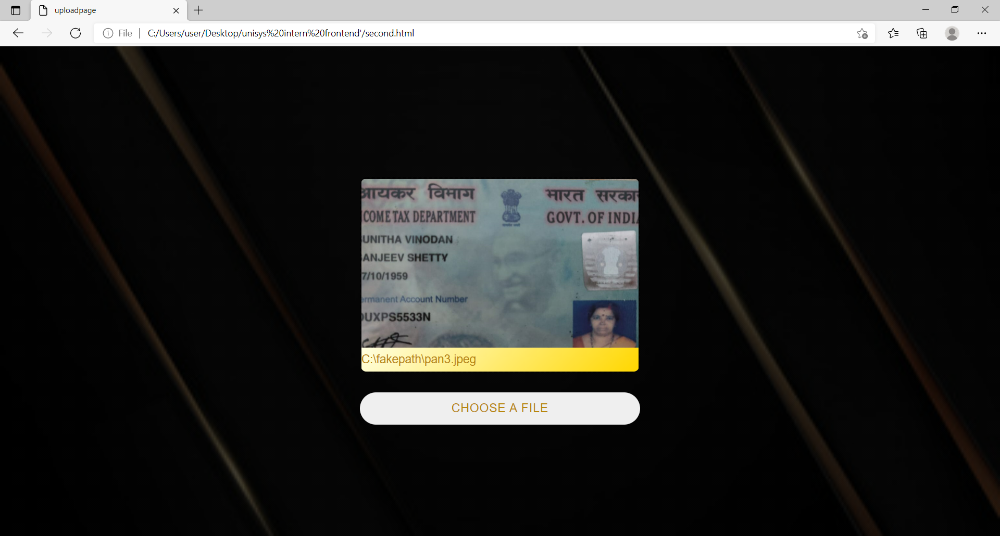 uploadpage
File
C:/Users/user/Desktop/unisys%20intern%20frontend'/second.html
आयकर विभाग
भारत सरकार
COME TAX DEPARTMENT
GOVT. OF INDIA
UNITHA VINODAN
ANJEEV SHETTY
7/10/1959
ermanent Account Number
UXPS5533N
C:\fakepath\pan3.jpeg
CHOOSE A FILE